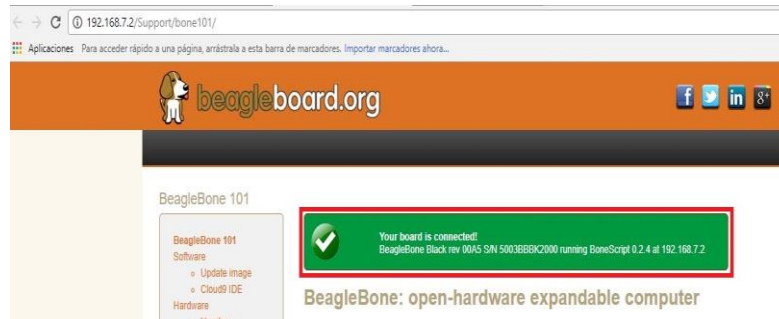 192.168.7.2/Support/bone101/
Aplicaciones Para acceder rápido a una página, arrástrala a esta barra de marcadores. Importar marcadores ahora...
beagleboard.org
f in 8+
BeagleBone 101
BeagleBone 101
Software
Update image
Cloud9 IDE
Hardware
Your board is connected!
BeagleBone Black rev 00A5 S/N 5003BBBK2000 running BoneScript 0.2.4 at 192.168.7.2
BeagleBone: open-hardware expandable computer